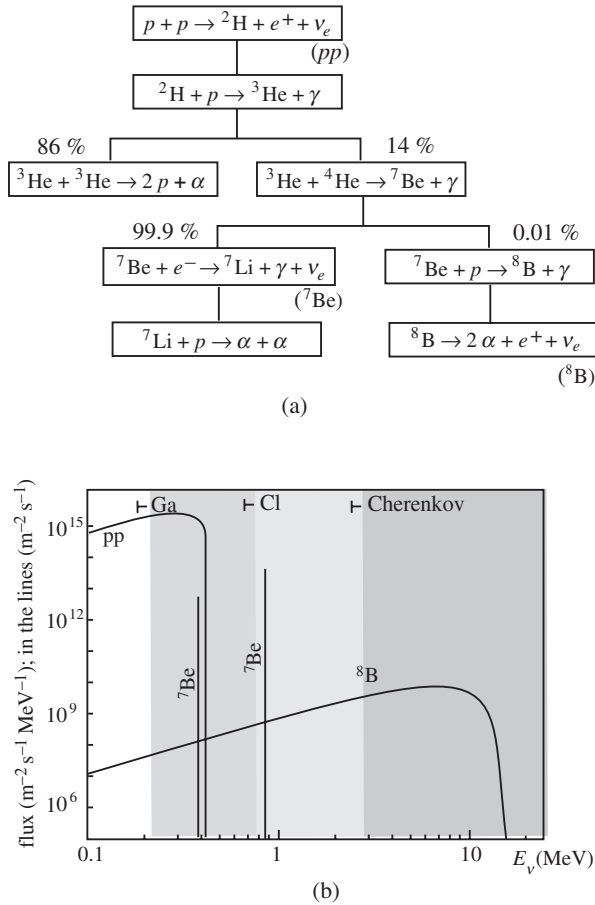 p + p → ²H + e⁺ + νₑ
(pp)
²H + p → ³He + γ
86 %
14 %
³He + ³He → 2 p + α
³He + ⁴He → ⁷Be + γ
99.9 %
0.01 %
⁷Be + e⁻ → ⁷Li + γ + νₑ
⁷Be + p → ⁸B + γ
(⁷Be)
⁷Li + p → α + α
⁸B → 2 α + e⁺ + νₑ
(⁸B)
(a)
flux (m⁻² s⁻¹ MeV⁻¹); in the lines (m⁻² s⁻¹)
Ga
Cl
Cherenkov
10¹⁵
pp
10¹²
⁷Be
⁷Be
⁸B
10⁹
10⁶
0.1
1
10
E_ν (MeV)
(b)